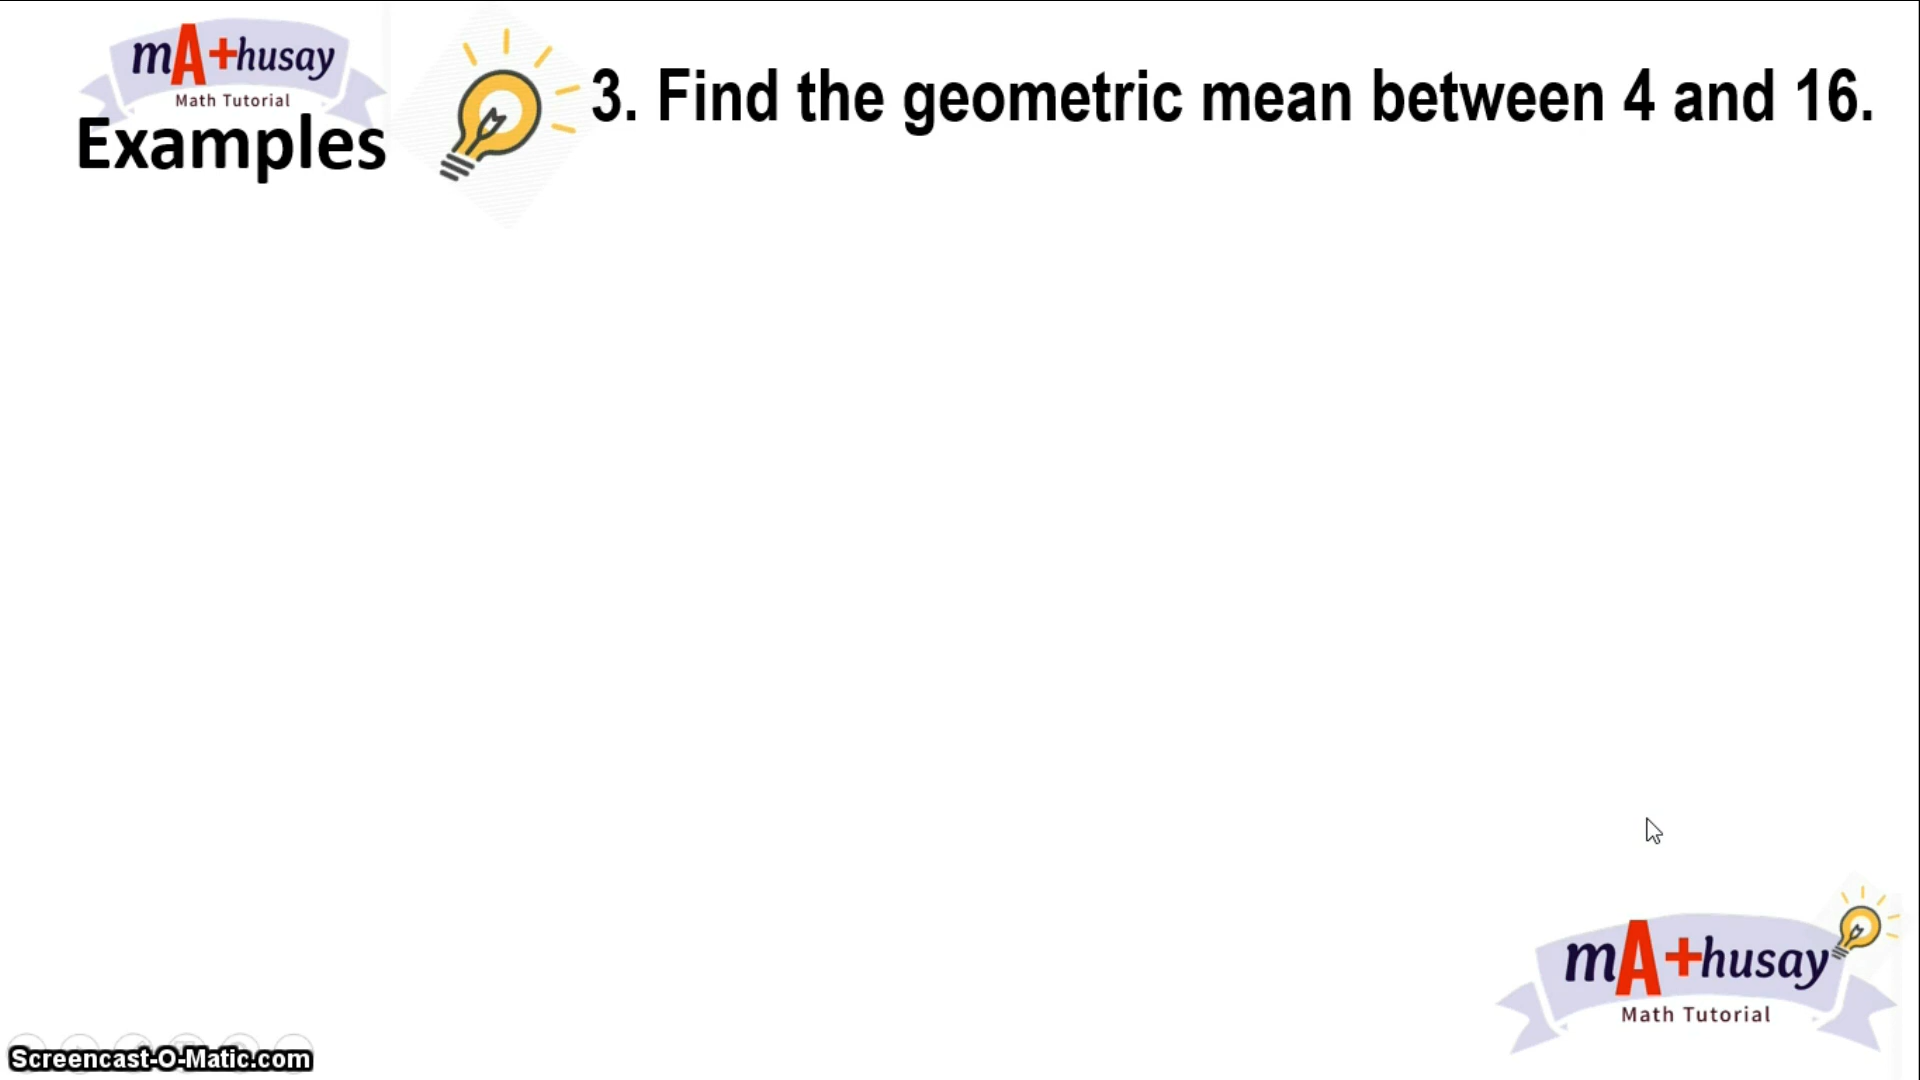 mA+husay
Math Tutorial
Examples
3. Find the geometric mean between 4 and 16.
mA+husay
Math Tutorial
Screencast-O-Matic.com